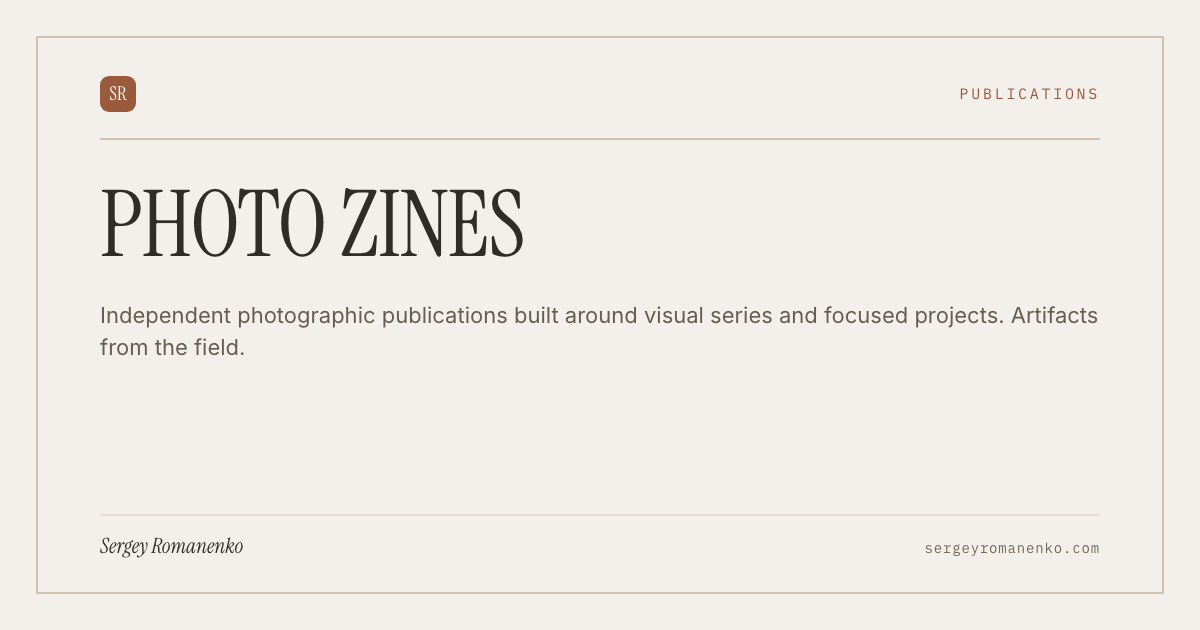 SR
PUBLICATIONS
PHOTO ZINES
Independent photographic publications built around visual series and focused projects. Artifacts
from the field.
Sergey Romanenko
sergeyromanenko.com